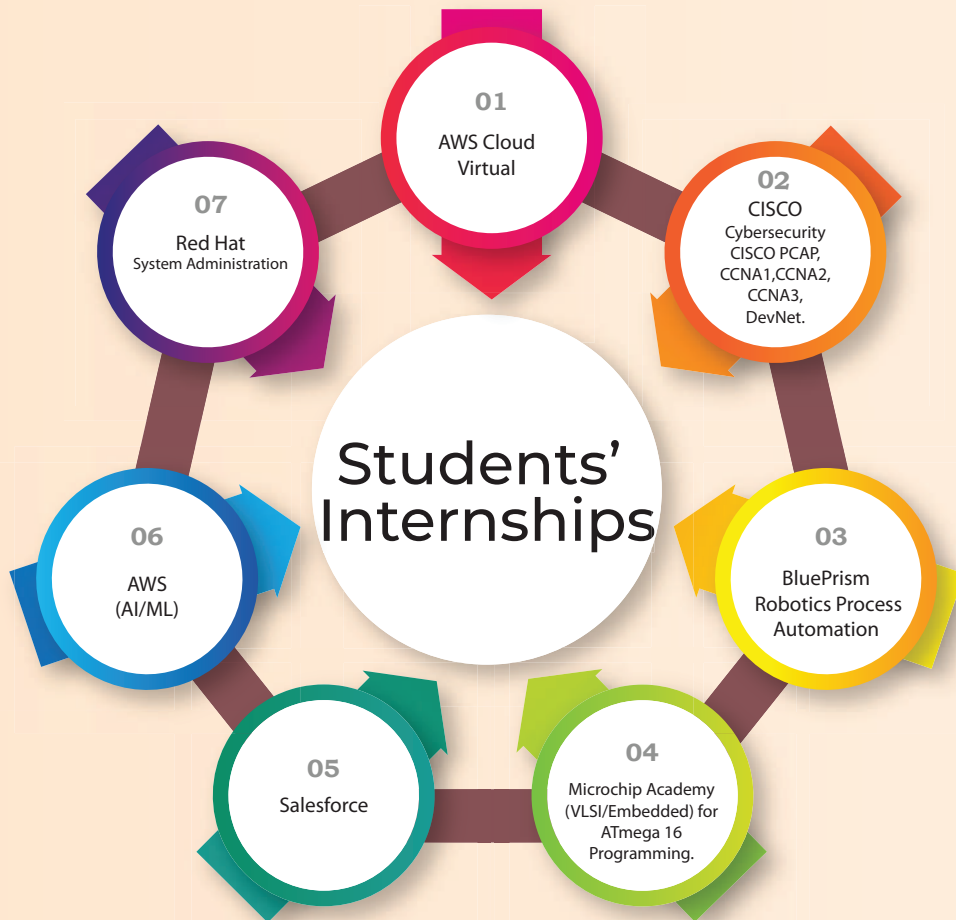 Students’
Internships
01
AWS Cloud
Virtual
02
CISCO
Cybersecurity
CISCO PCAP,
CCNA1,CCNA2,
CCNA3,
DevNet.
03
BluePrism
Robotics Process
Automation
04
Microchip Academy
(VLSI/Embedded) for
ATmega 16
Programming.
05
Salesforce
06
AWS
(AI/ML)
07
Red Hat
System Administration